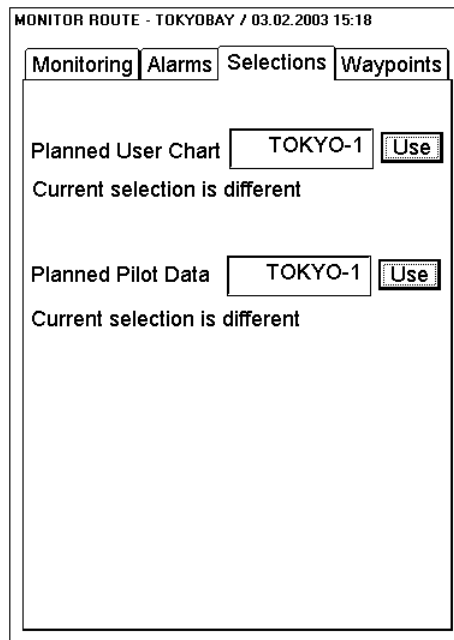 MONITOR ROUTE - TOKYOBAY / 03.02.2003 15:18
Monitoring Alarms Selections Waypoints
Planned User Chart TOKYO-1 Use
Current selection is different
Planned Pilot Data TOKYO-1 Use
Current selection is different